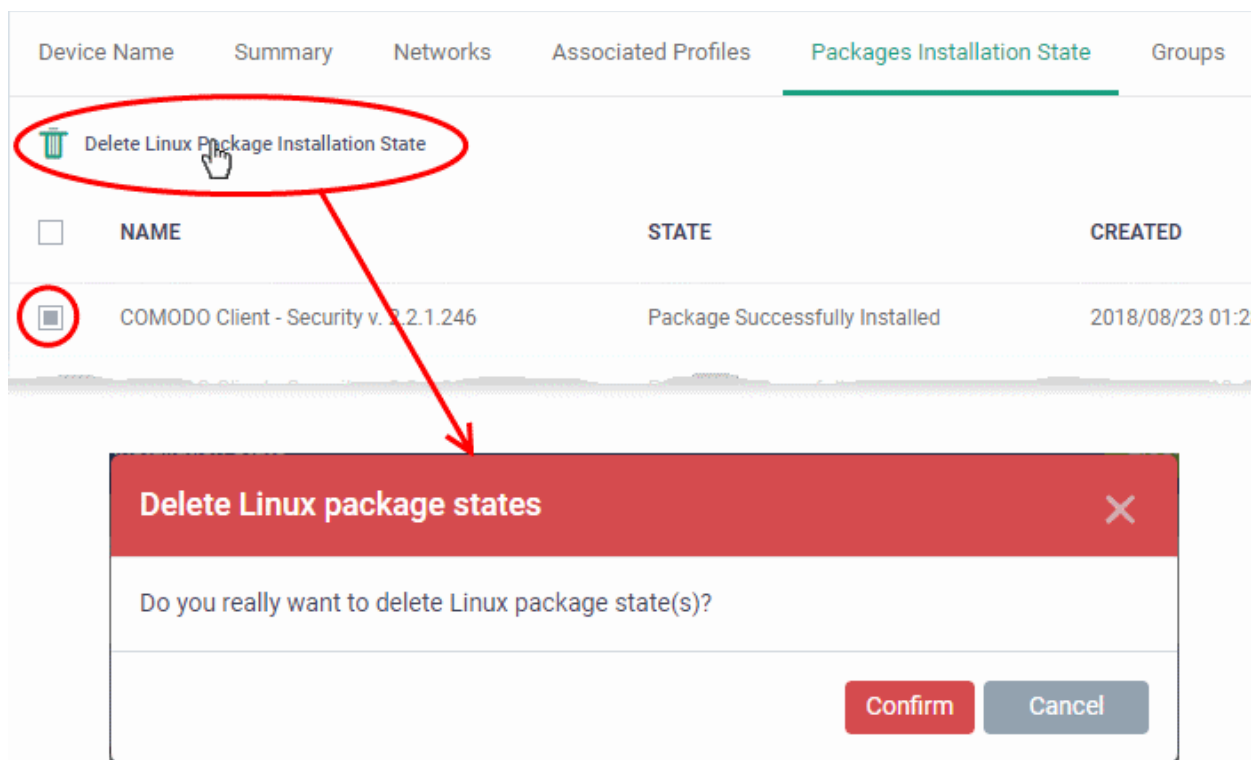 Device Name Summary Networks Associated Profiles Packages Installation State Groups
Delete Linux Package Installation State
NAME STATE CREATED
COMODO Client - Security v. 2.2.1.246 Package Successfully Installed 2018/08/23 01:2
Delete Linux package states
Do you really want to delete Linux package state(s)?
Confirm Cancel